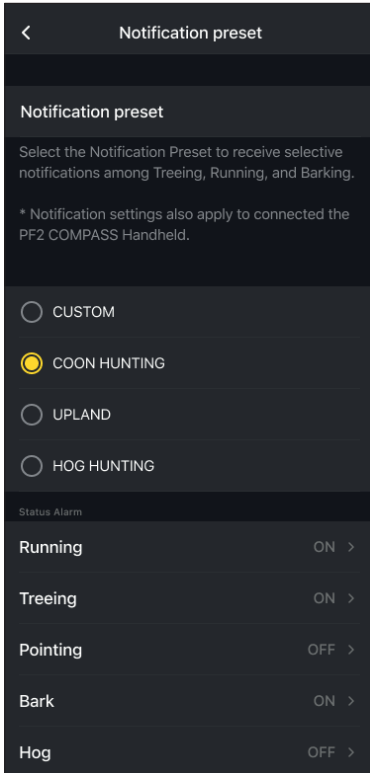 Notification preset
Notification preset
Select the Notification Preset to receive selective
notifications among Treeing, Running, and Barking.
* Notification settings also apply to connected the
PF2 COMPASS Handheld.
CUSTOM
COON HUNTING
UPLAND
HOG HUNTING
Status Alarm
Running ON >
Treeing ON >
Pointing OFF >
Bark ON >
Hog OFF >